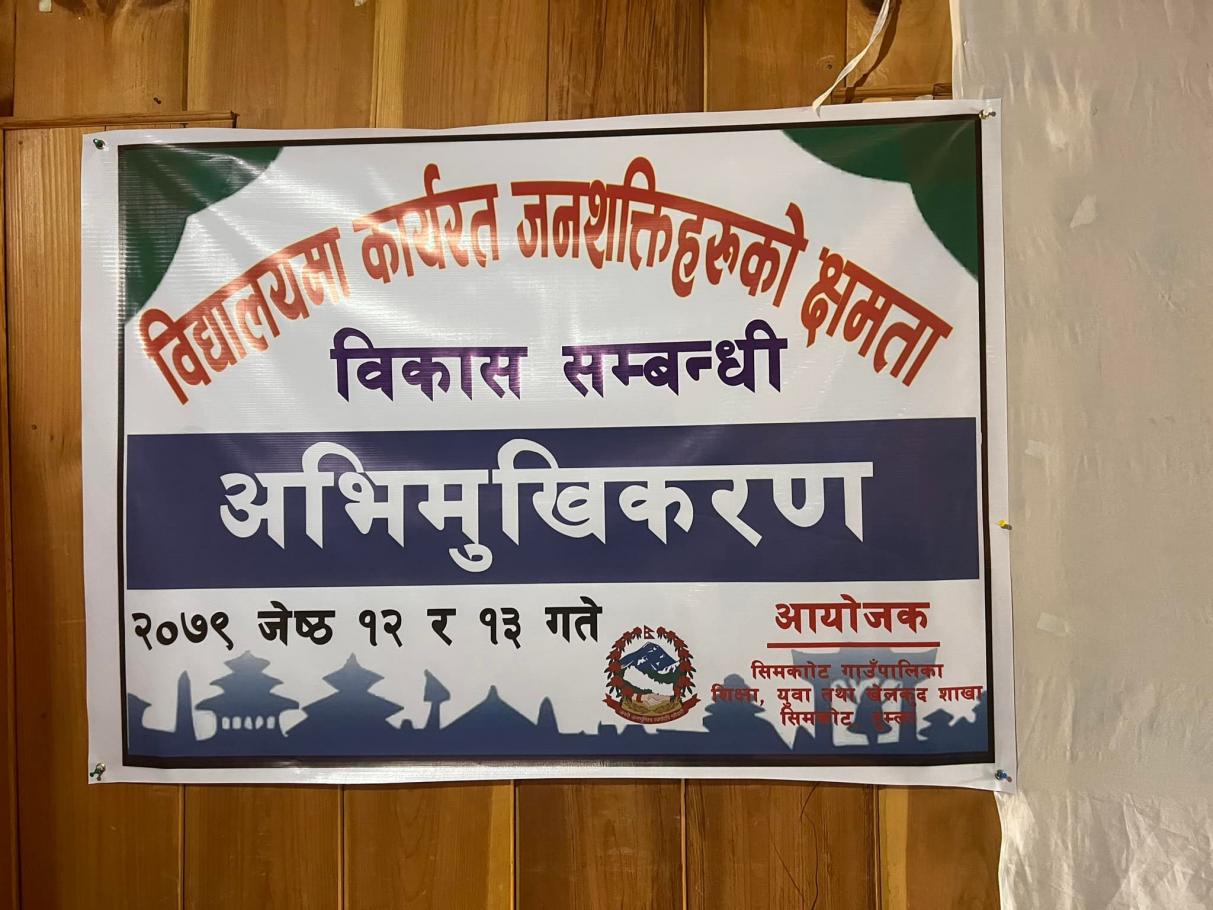 विद्यालयमा कार्यरत जनशक्तिहरूको क्षमता
विकास सम्बन्धी
अभिमुखिकरण
२०७९ जेष्ठ १२ र १३ गते
आयोजक
सिमकाोट गाउँपालिका
शिक्षा, युवा तथा खेलकुद शाखा
सिमकोट, हुम्ला